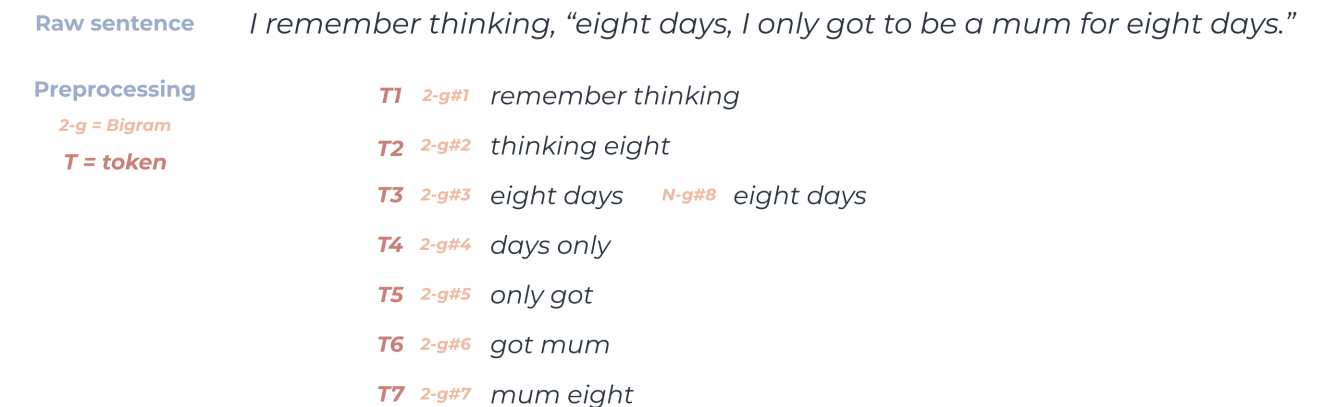 Raw sentence I remember thinking, “eight days, I only got to be a mum for eight days.”
Preprocessing
2-g = Bigram
T = token
T1 2-g#1 remember thinking
T2 2-g#2 thinking eight
T3 2-g#3 eight days N-g#8 eight days
T4 2-g#4 days only
T5 2-g#5 only got
T6 2-g#6 got mum
T7 2-g#7 mum eight